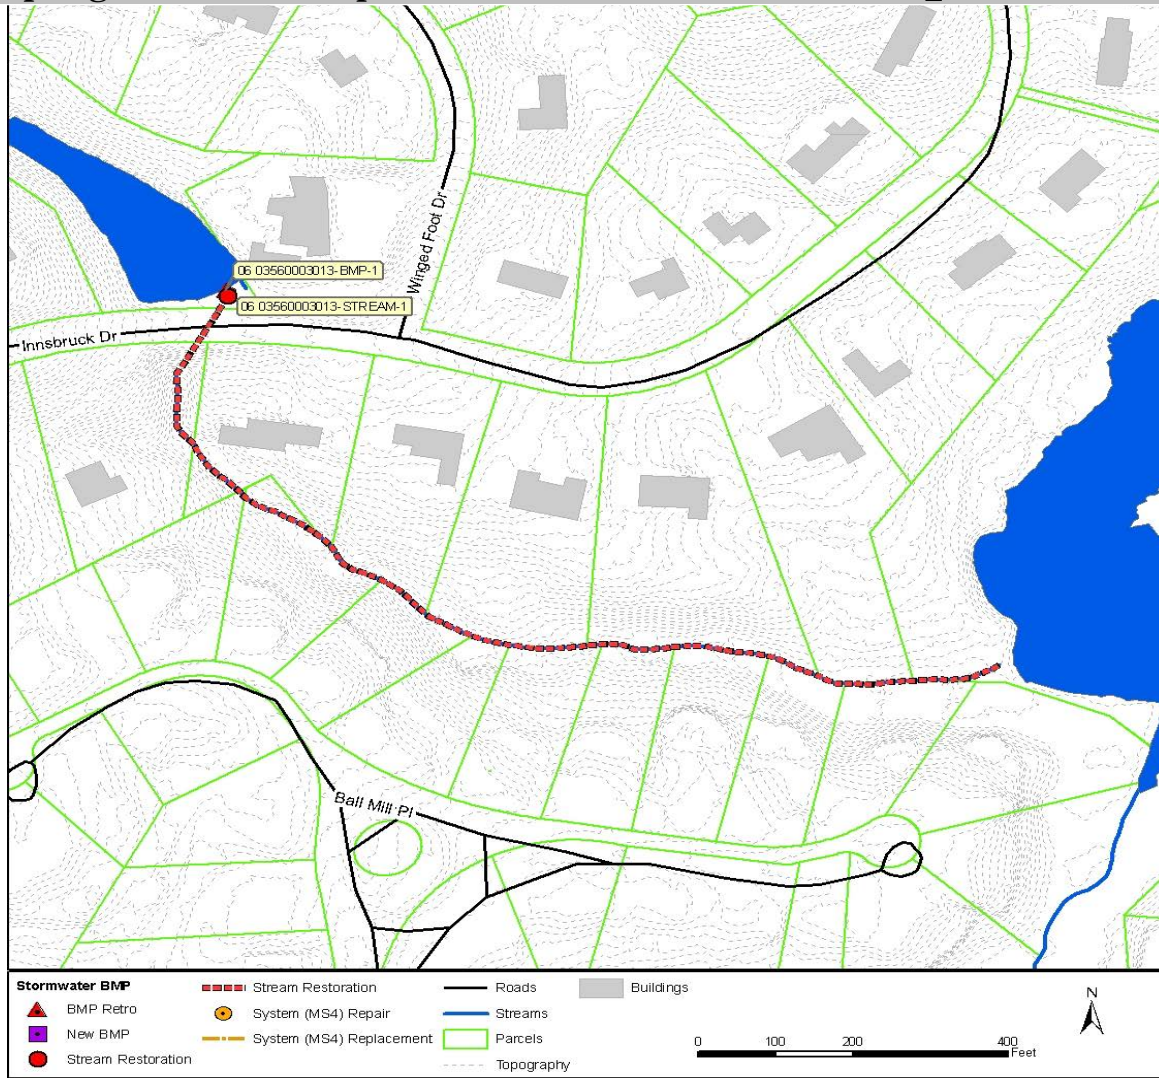 06 03560003013-BMP-1
06 03560003013-STREAM-1
Winged Foot Dr
Innsbruck Dr
Ball Mill Pl
Stormwater BMP
BMP Retro
New BMP
Stream Restoration
Stream Restoration
System (MS4) Repair
System (MS4) Replacement
Roads
Streams
Parcels
Topography
Buildings
N
0 100 200 400
Feet